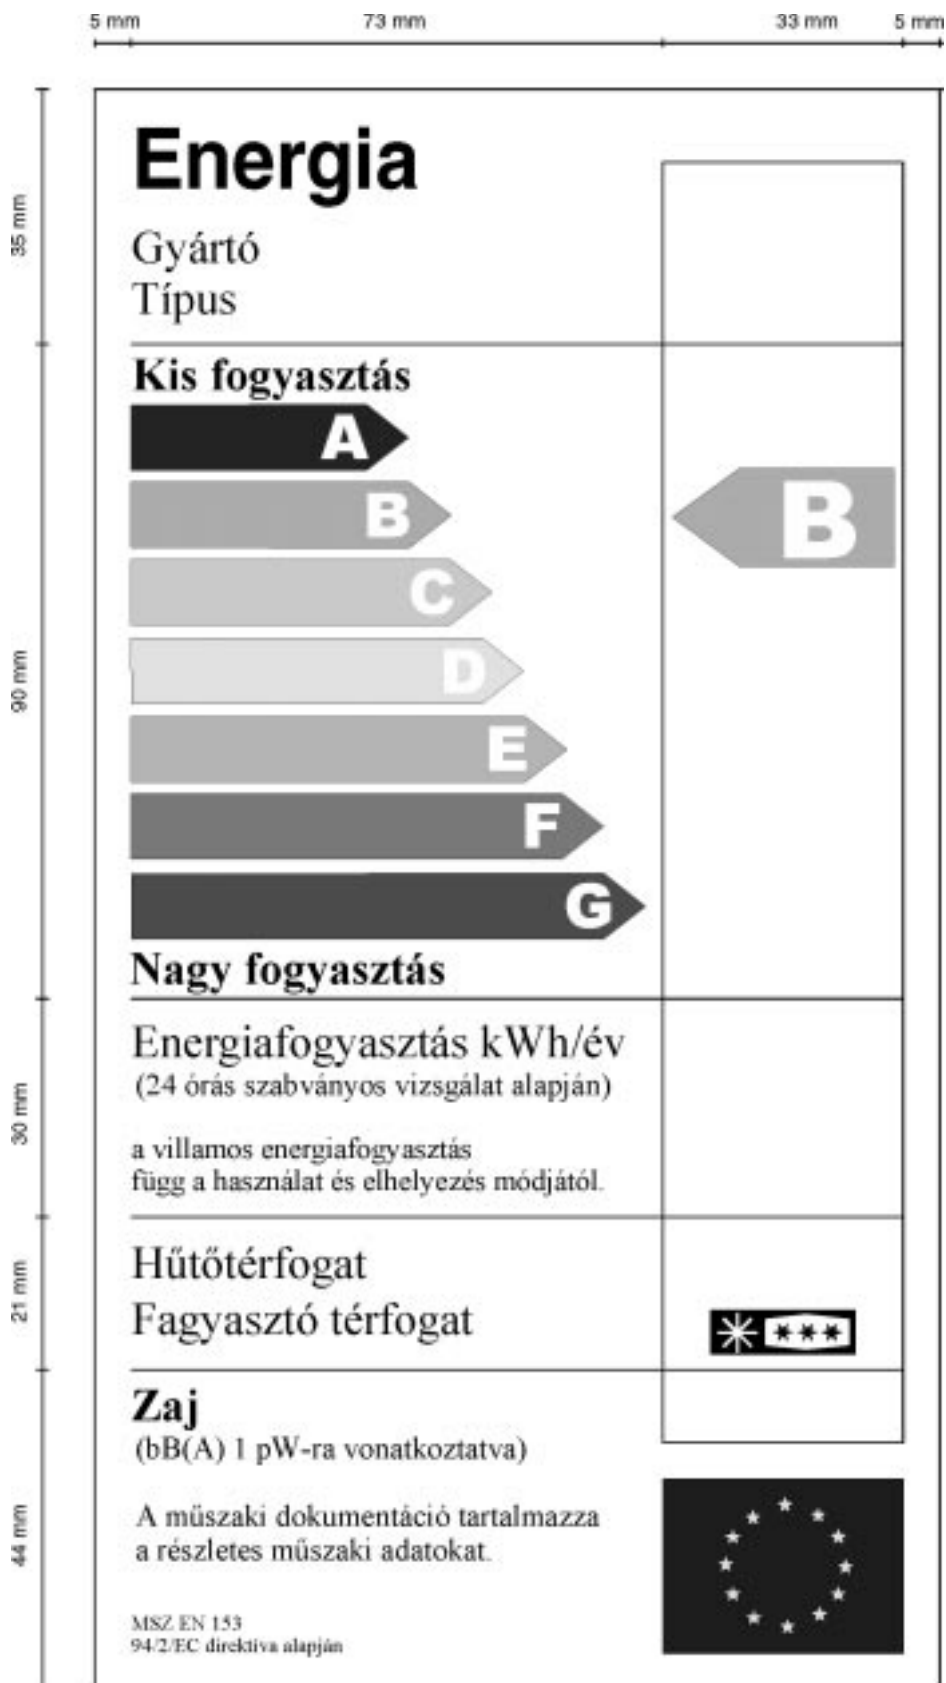 5 mm 73 mm 33 mm 5 mm
35 mm
Energia
Gyártó
Típus
90 mm
Kis fogyasztás
A
B
B
C
D
E
F
G
Nagy fogyasztás
30 mm
Energiafogyasztás kWh/év
(24 órás szabványos vizsgálat alapján)
a villamos energiafogyasztás
függ a használat és elhelyezés módjától.
21 mm
Hűtőtérfogat
Fagyasztó térfogat
44 mm
Zaj
(bB(A) 1 pW-ra vonatkoztatva)
A műszaki dokumentáció tartalmazza
a részletes műszaki adatokat.
MSZ EN 153
94/2/EC direktiva alapján